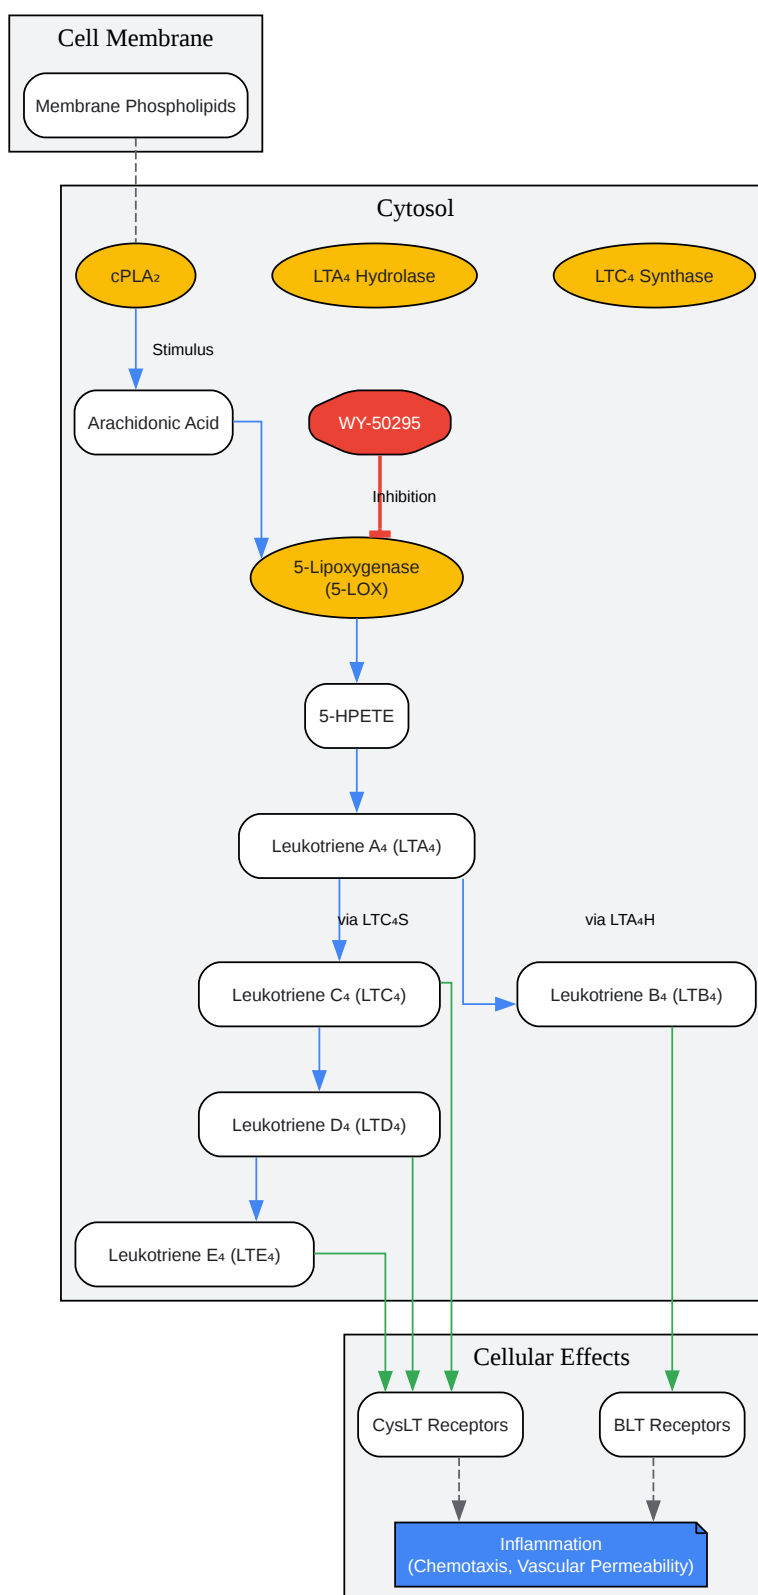 Cell Membrane
Membrane Phospholipids
Cytosol
cPLA₂
LTA₄ Hydrolase
LTC₄ Synthase
Stimulus
Arachidonic Acid
WY-50295
Inhibition
5-Lipoxygenase
(5-LOX)
5-HPETE
Leukotriene A₄ (LTA₄)
via LTC₄S
via LTA₄H
Leukotriene C₄ (LTC₄)
Leukotriene B₄ (LTB₄)
Leukotriene D₄ (LTD₄)
Leukotriene E₄ (LTE₄)
Cellular Effects
CysLT Receptors
BLT Receptors
Inflammation
(Chemotaxis, Vascular Permeability)